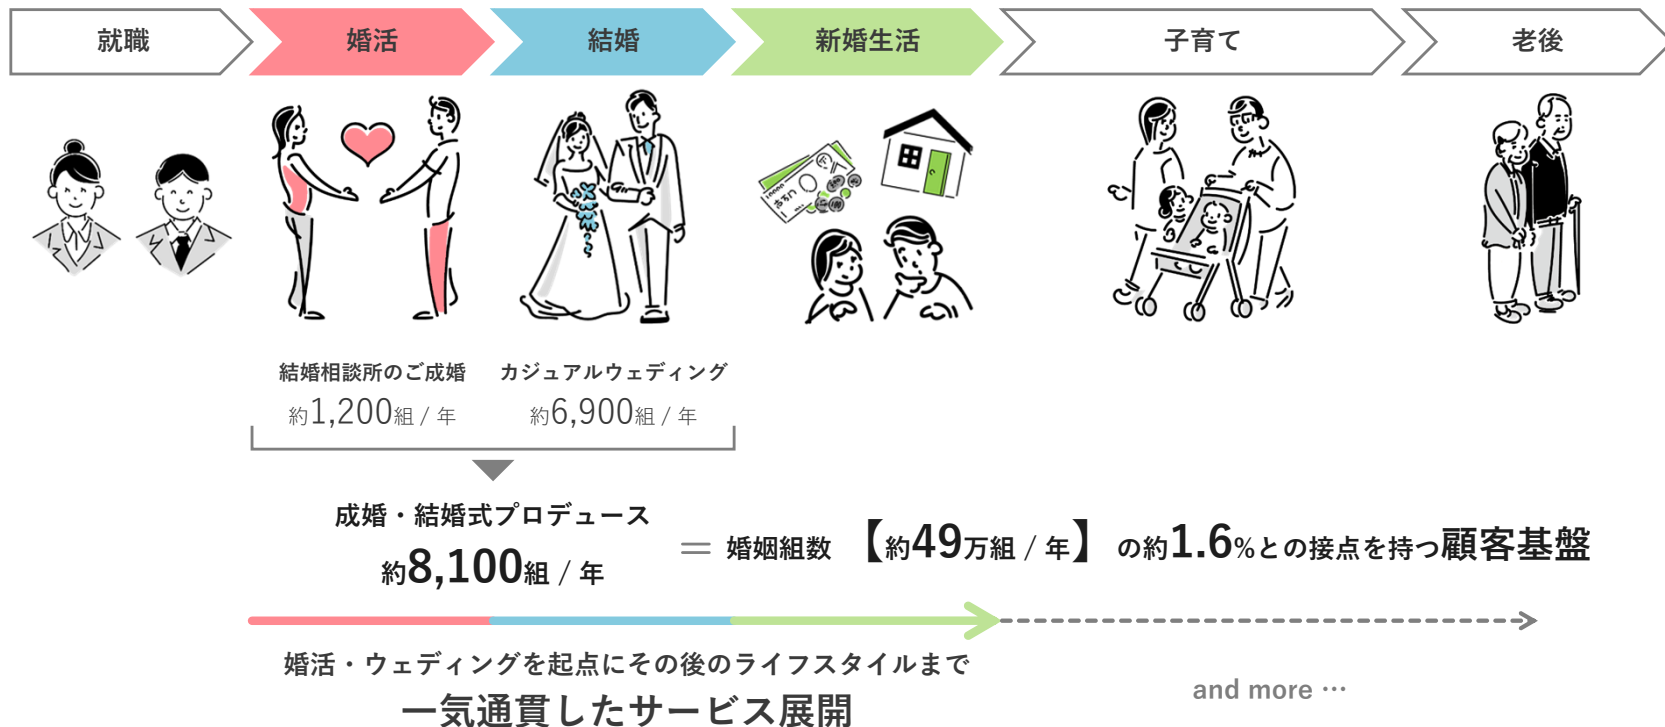 就職
婚活
結婚
新婚生活
子育て
老後
結婚相談所のご成婚
約1,200組 / 年
カジュアルウェディング
約6,900組 / 年
成婚・結婚式プロデュース
約8,100組 / 年
＝ 婚姻組数 【約49万組 / 年】 の約1.6%との接点を持つ顧客基盤
婚活・ウェディングを起点にその後のライフスタイルまで
一気通貫したサービス展開
and more …